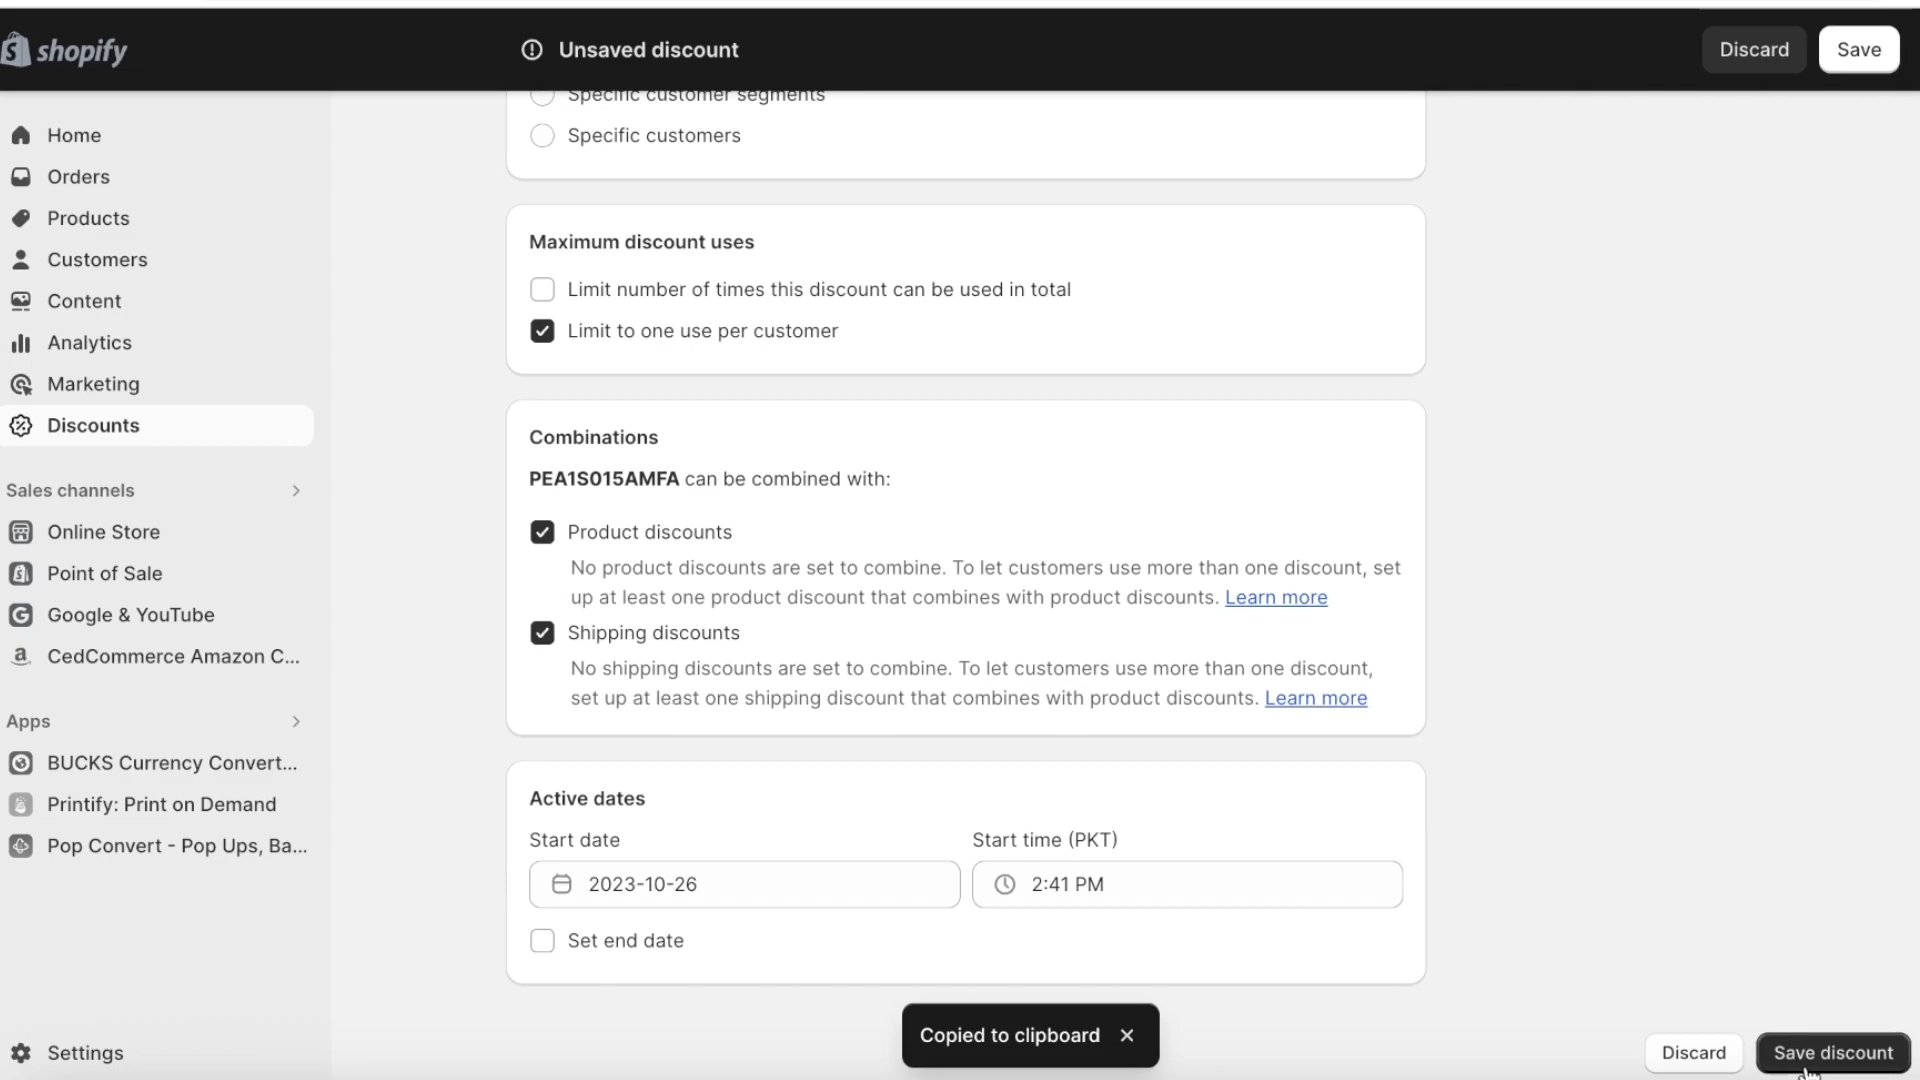 shopify
Unsaved discount
Discard
Save
Home
Orders
Products
Customers
Content
Analytics
Marketing
Discounts
Sales channels
Online Store
Point of Sale
Google & YouTube
CedCommerce Amazon C...
Apps
BUCKS Currency Convert...
Printify: Print on Demand
Pop Convert - Pop Ups, Ba...
Settings
Specific customer segments
Specific customers
Maximum discount uses
Limit number of times this discount can be used in total
Limit to one use per customer
Combinations
PEA1S015AMFA can be combined with:
Product discounts
No product discounts are set to combine. To let customers use more than one discount, set
up at least one product discount that combines with product discounts. Learn more
Shipping discounts
No shipping discounts are set to combine. To let customers use more than one discount,
set up at least one shipping discount that combines with product discounts. Learn more
Active dates
Start date
Start time (PKT)
2023-10-26
2:41 PM
Set end date
Copied to clipboard
Discard
Save discount